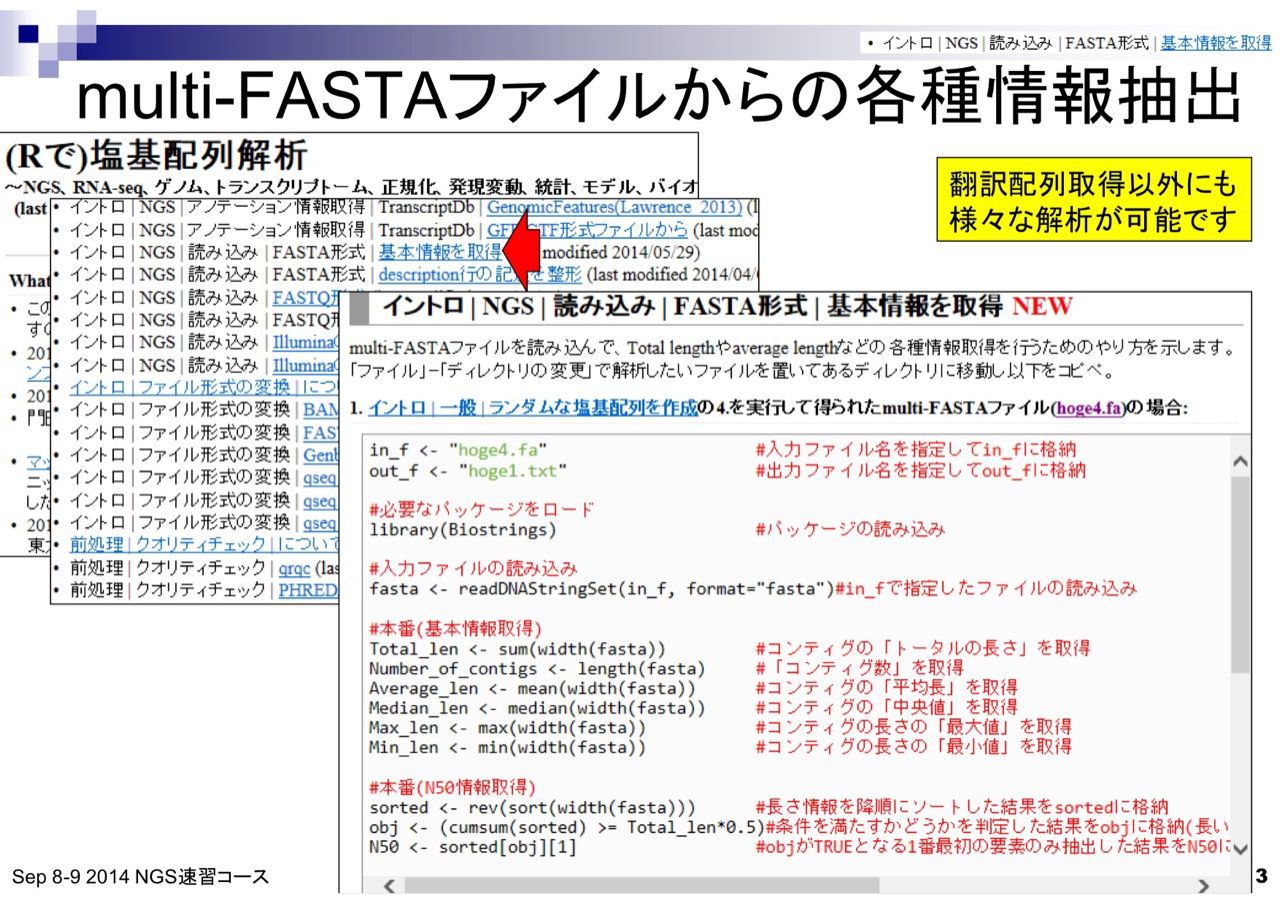 • イントロ | NGS | 読み込み | FASTA形式 | 基本情報を取得
multi-FASTAファイルからの各種情報抽出
(Rで)塩基配列解析
～NGS、RNA-seq、ゲノム、トランスクリプトーム、正規化、発現変動、統計、モデル、バイオ
(last
翻訳配列取得以外にも
様々な解析が可能です
What
• この
すの
• 201
• 201
• 門
• マッ
ニッ
した
• 201
東
• イントロ | NGS | アノテーション情報取得 | TranscriptDb | GenomicFeatures(Lawrence_2013) (l
• イントロ | NGS | アノテーション情報取得 | TranscriptDb | GFF/GTF形式ファイルから (last mod
• イントロ | NGS | 読み込み | FASTA形式 | 基本情報を取得 modified 2014/05/29)
• イントロ | NGS | 読み込み | FASTA形式 | description行の記述を整形 (last modified 2014/04/
• イントロ | NGS | 読み込み | FASTQ形
• イントロ | NGS | 読み込み | FASTQ形
• イントロ | NGS | 読み込み | Illumina
• イントロ | NGS | 読み込み | Illumina
• イントロ | ファイル形式の変換 | につ
• イントロ | ファイル形式の変換 | BAM
• イントロ | ファイル形式の変換 | FAS
• イントロ | ファイル形式の変換 | Genb
• イントロ | ファイル形式の変換 | qseq
• イントロ | ファイル形式の変換 | qseq
• イントロ | ファイル形式の変換 | qseq
• 前処理 | クオリティチェック | について
• 前処理 | クオリティチェック | qrqc (las
• 前処理 | クオリティチェック | PHRED
イントロ | NGS | 読み込み | FASTA形式 | 基本情報を取得 NEW
multi-FASTAファイルを読み込んで、Total lengthやaverage lengthなどの各種情報取得を行うためのやり方を示します。
「ファイル」-「ディレクトリの変更」で解析したいファイルを置いてあるディレクトリに移動し以下をコピペ。
1. イントロ | 一般 | ランダムな塩基配列を作成の4.を実行して得られたmulti-FASTAファイル(hoge4.fa)の場合:
in_f <- "hoge4.fa" #入力ファイル名を指定してin_fに格納
out_f <- "hoge1.txt" #出力ファイル名を指定してout_fに格納
#必要なパッケージをロード
library(Biostrings) #パッケージの読み込み
#入力ファイルの読み込み
fasta <- readDNAStringSet(in_f, format="fasta")#in_fで指定したファイルの読み込み
#本番(基本情報取得)
Total_len <- sum(width(fasta)) #コンティグの「トータルの長さ」を取得
Number_of_contigs <- length(fasta) #「コンティグ数」を取得
Average_len <- mean(width(fasta)) #コンティグの「平均長」を取得
Median_len <- median(width(fasta)) #コンティグの「中央値」を取得
Max_len <- max(width(fasta)) #コンティグの長さの「最大値」を取得
Min_len <- min(width(fasta)) #コンティグの長さの「最小値」を取得
#本番(N50情報取得)
sorted <- rev(sort(width(fasta))) #長さ情報を降順にソートした結果をsortedに格納
obj <- (cumsum(sorted) >= Total_len*0.5)#条件を満たすかどうかを判定した結果をobjに格納(長い
N50 <- sorted[obj][1] #objがTRUEとなる1番最初の要素のみ抽出した結果をN50に
Sep 8-9 2014 NGS速習コース
3